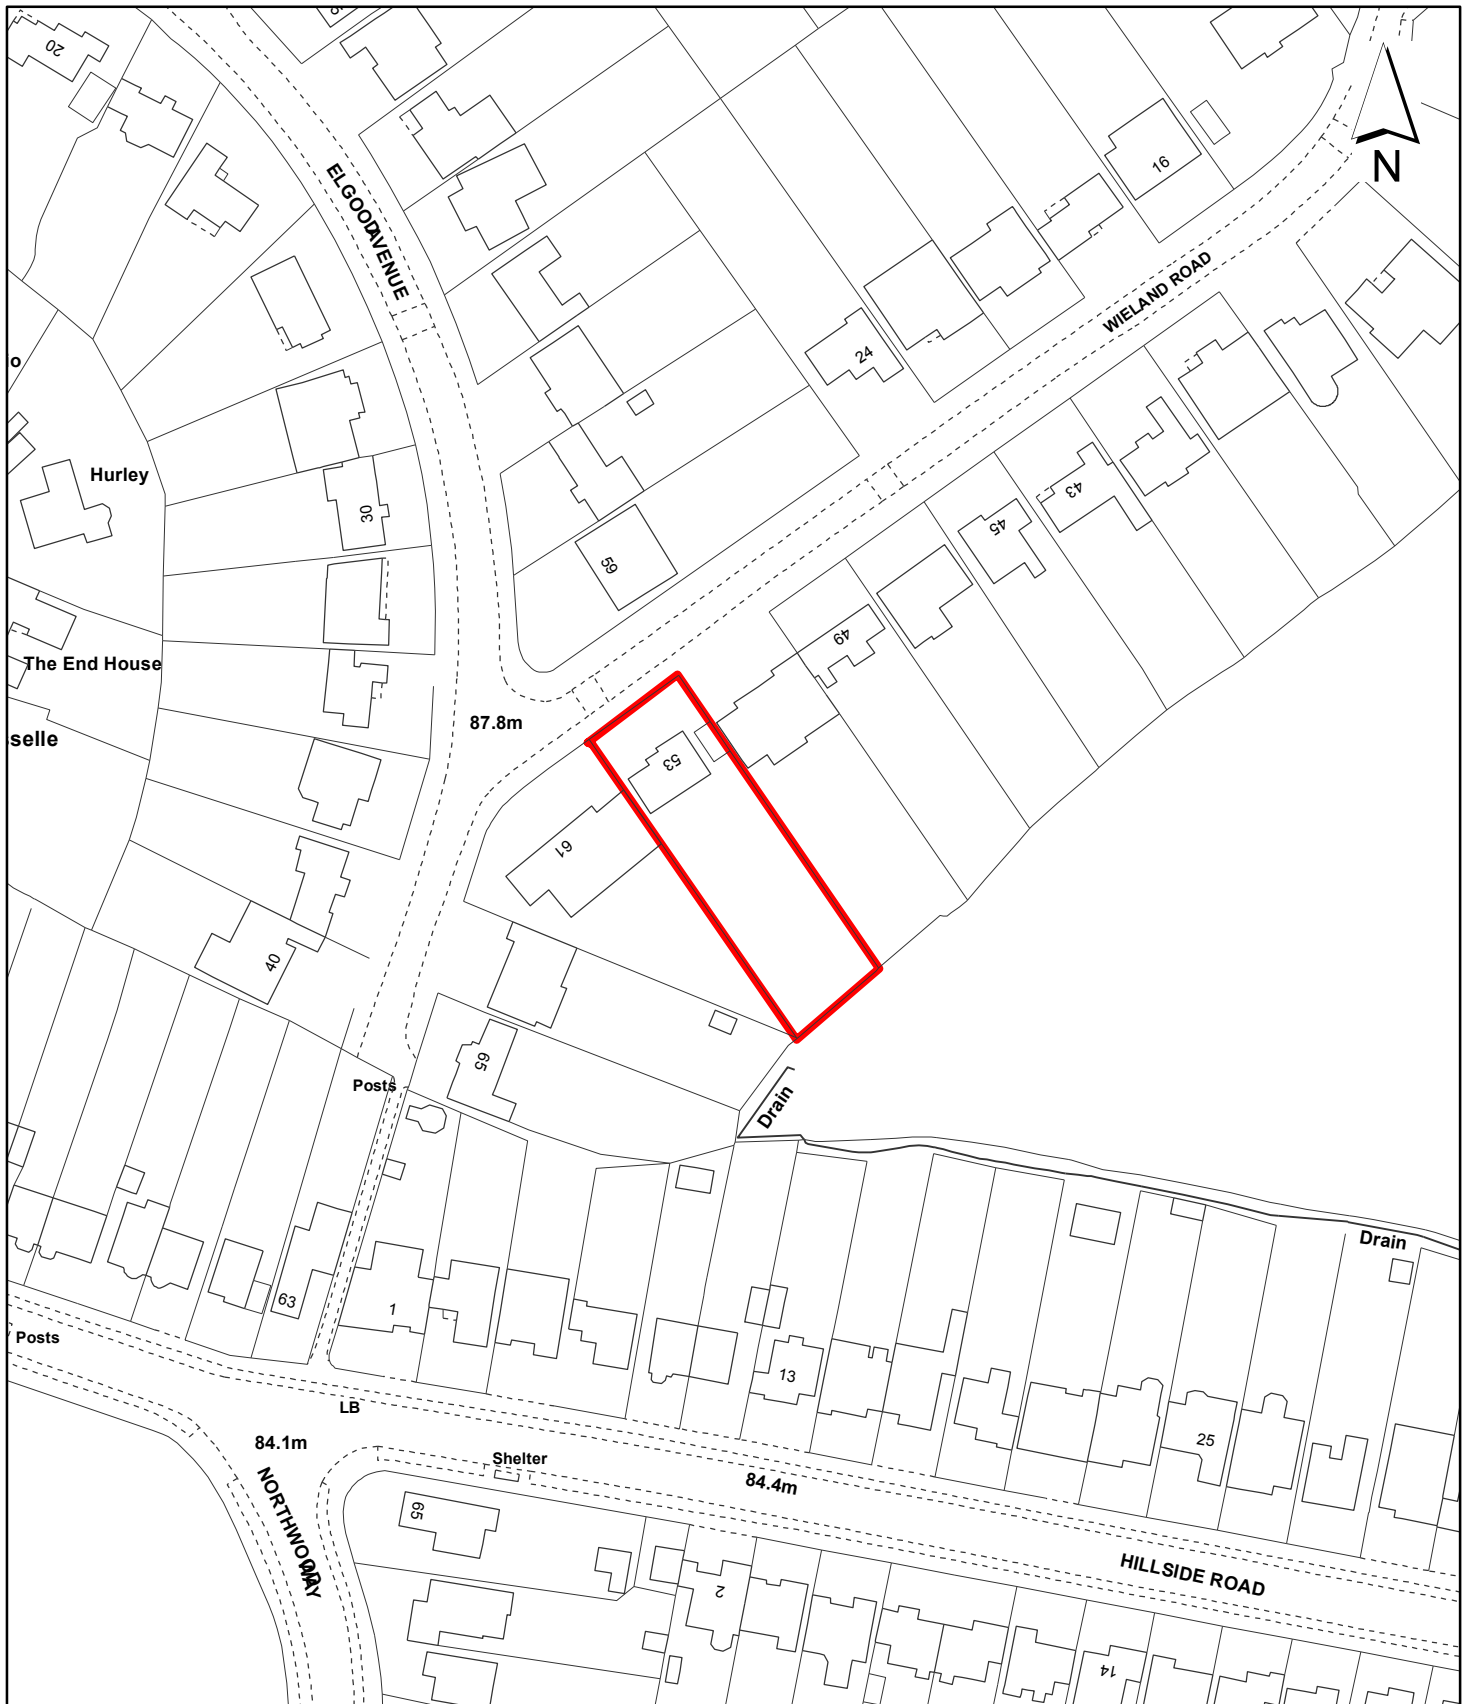 20
ELGOOD AVENUE
16
N
WIELAND ROAD
24
o
Hurley
30
59
43
45
49
The End House
87.8m
selle
53
61
40
65
Posts
Drain
Drain
63
1
Posts
13
LB
84.1m
25
Shelter
84.4m
NORTHWOOD WAY
65
HILLSIDE ROAD
2
14